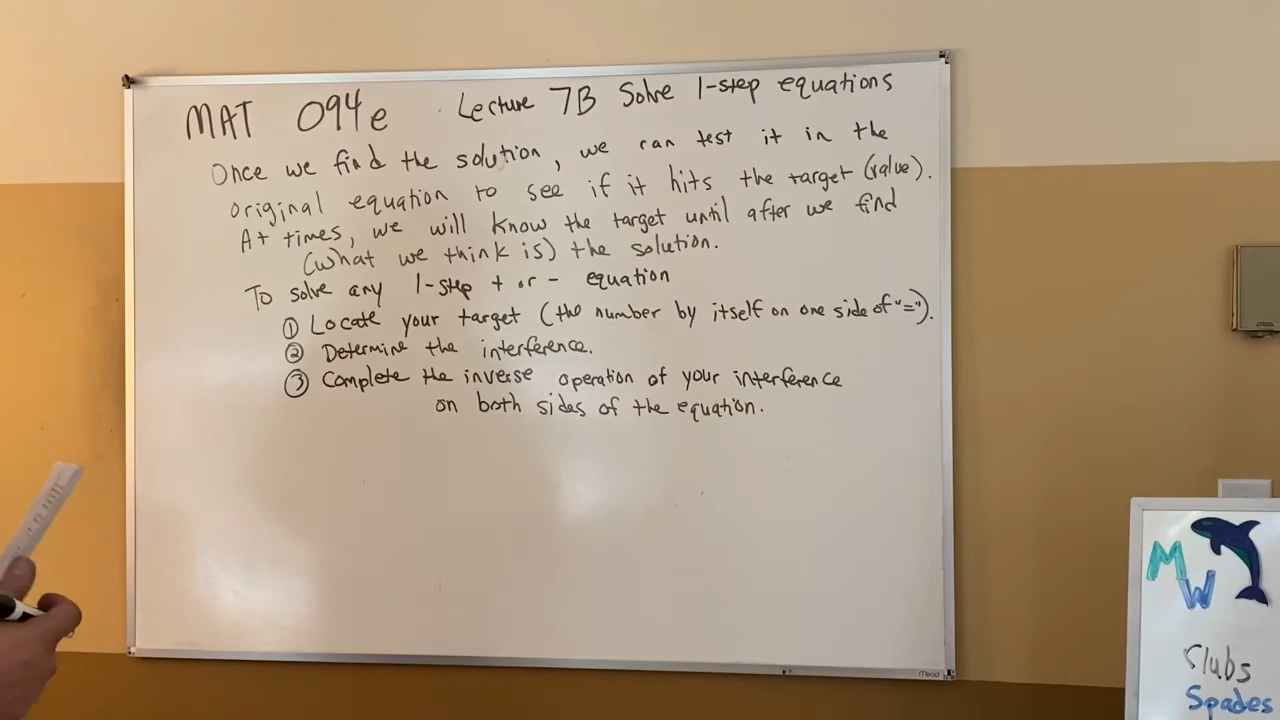 MAT 094e Lecture 7B Solve 1-step equations
Once we find the solution, we can test it in the
original equation to see if it hits the target (value).
At times, we will know the target until after we find
(what we think is) the solution.
To solve any 1-step + or - equation
① Locate your target (the number by itself on one side of "=").
② Determine the interference.
③ Complete the inverse operation of your interference
on both sides of the equation.
Mead
MW
Clubs
Spades